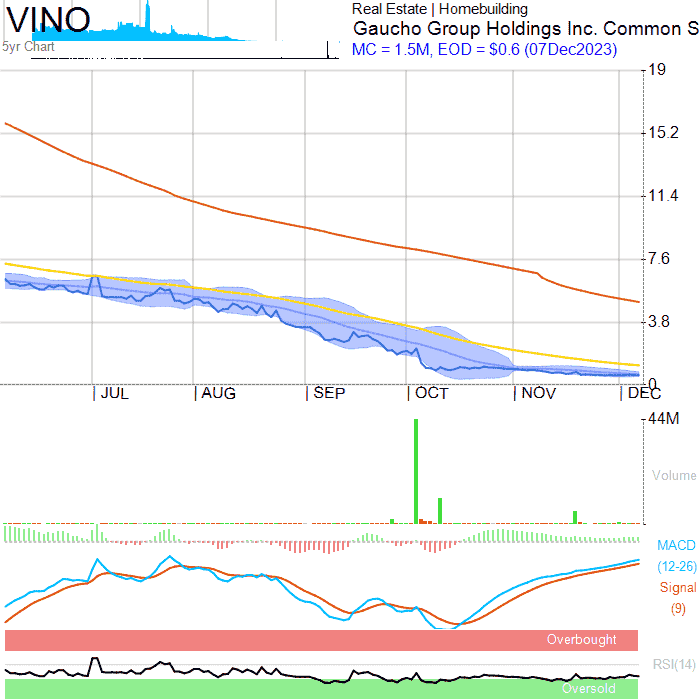 VINO
Real Estate | Homebuilding
Gaucho Group Holdings Inc. Common S
5yr Chart
MC = 1.5M, EOD = $0.6 (07Dec2023)
19
15.2
11.4
7.6
3.8
0
|JUL |AUG |SEP |OCT |NOV |DEC
44M
Volume
MACD
(12-26)
Signal
(9)
Overbought
RSI(14)
Oversold